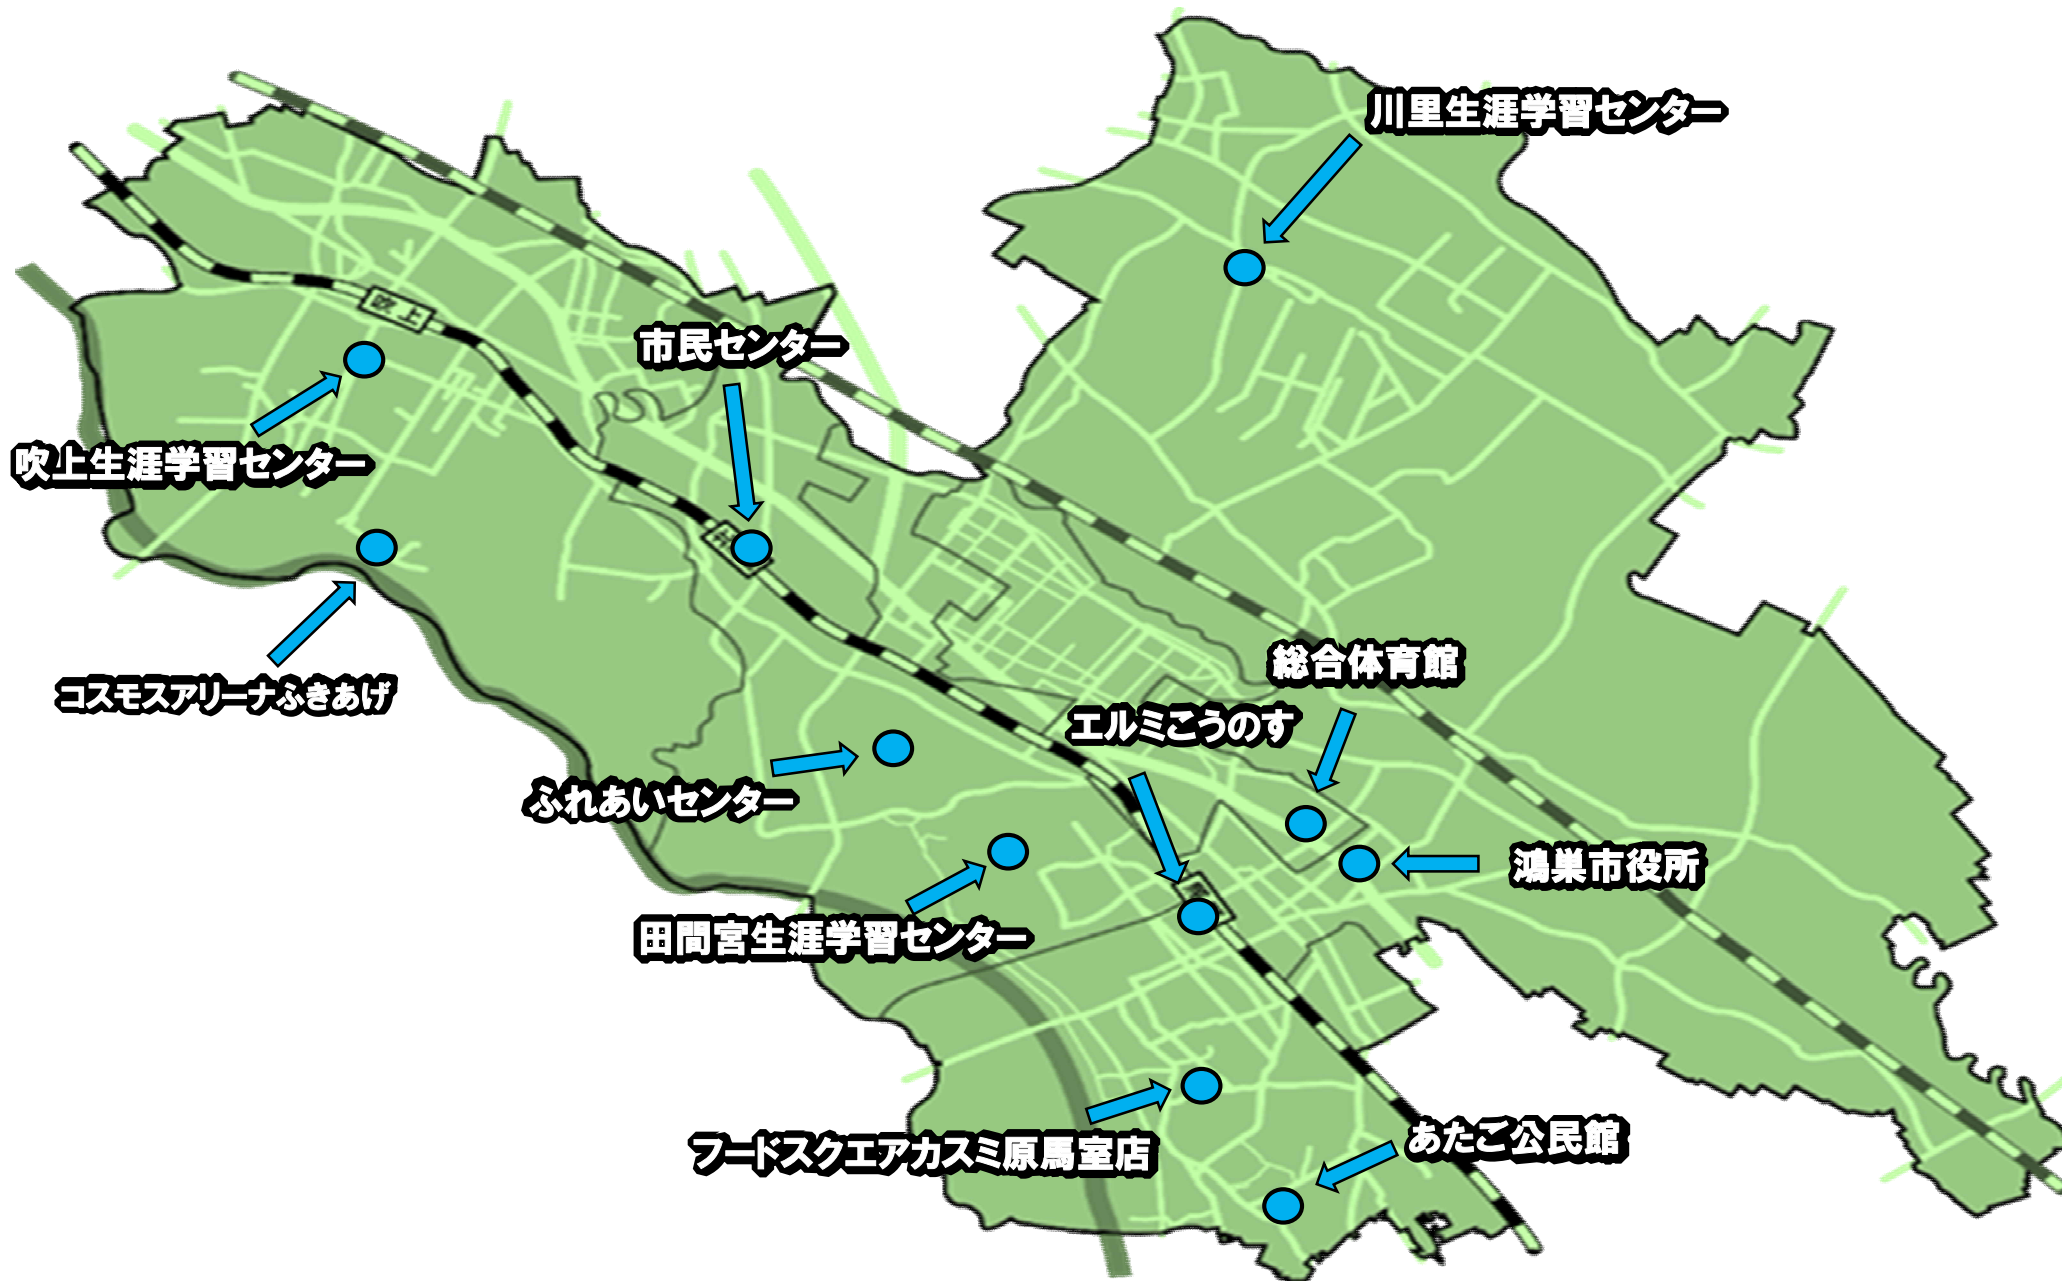 川里生涯学習センター
吹上
市民センター
吹上生涯学習センター
コスモスアリーナふきあげ
総合体育館
エルミこうのす
ふれあいセンター
鴻巣市役所
田間宮生涯学習センター
フードスクエアカスミ原馬室店
あたご公民館